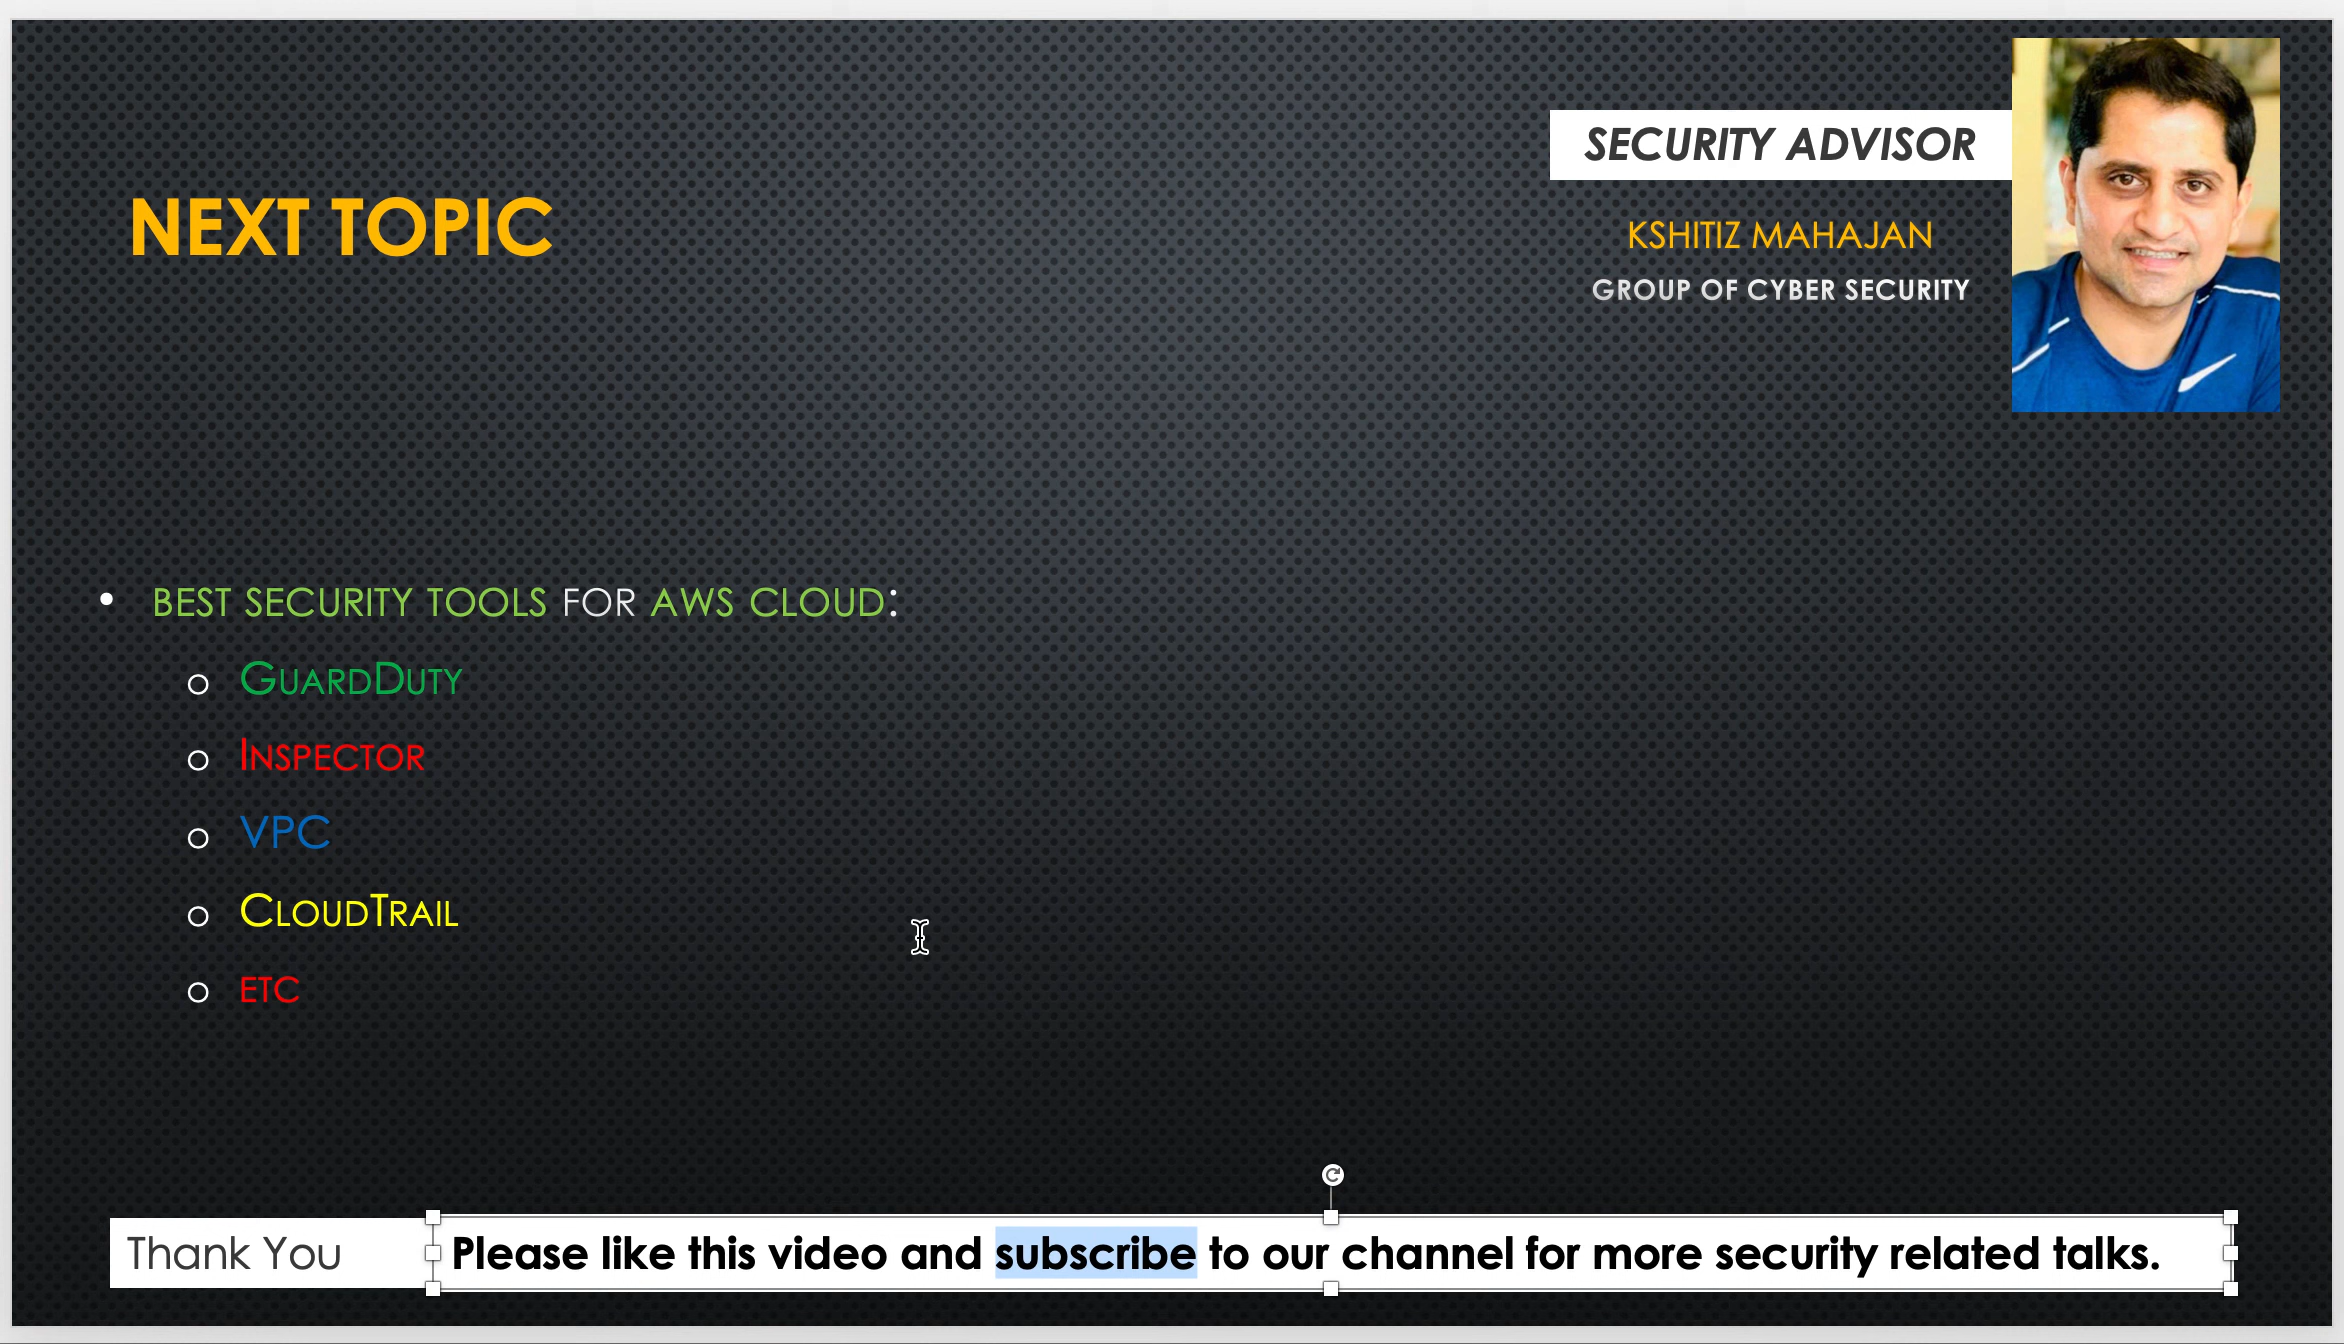 SECURITY ADVISOR
NEXT TOPIC
KSHITIZ MAHAJAN
GROUP OF CYBER SECURITY
• BEST SECURITY TOOLS FOR AWS CLOUD:
o GUARDDUTY
o INSPECTOR
o VPC
o CLOUDTRAIL
o ETC
Thank You Please like this video and subscribe to our channel for more security related talks.